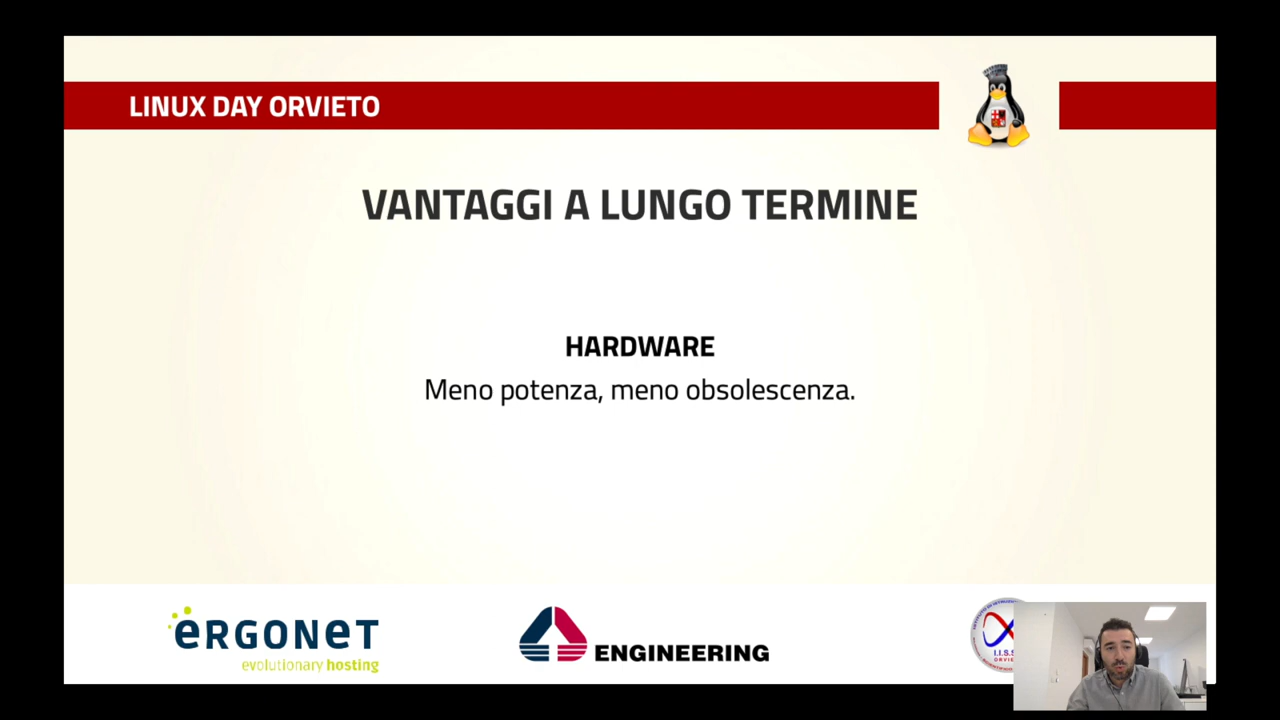 LINUX DAY ORVIETO
VANTAGGI A LUNGO TERMINE
HARDWARE
Meno potenza, meno obsolescenza.
eRGONeT
evolutionary hosting
ENGINEERING